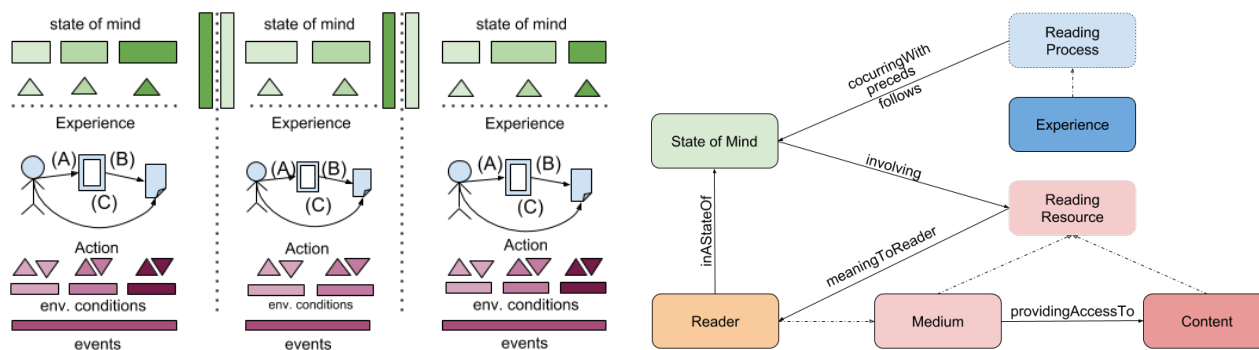 state of mind
Experience
(A)
(B)
(C)
Action
env. conditions
events
state of mind
Experience
(A)
(B)
(C)
Action
env. conditions
events
state of mind
Experience
(A)
(B)
(C)
Action
env. conditions
events
Reading
Process
cocurringWith
preceds
follows
Experience
State of Mind
involving
Reading
Resource
inAStateOf
meaningToReader
Reader
Medium
providingAccessTo
Content